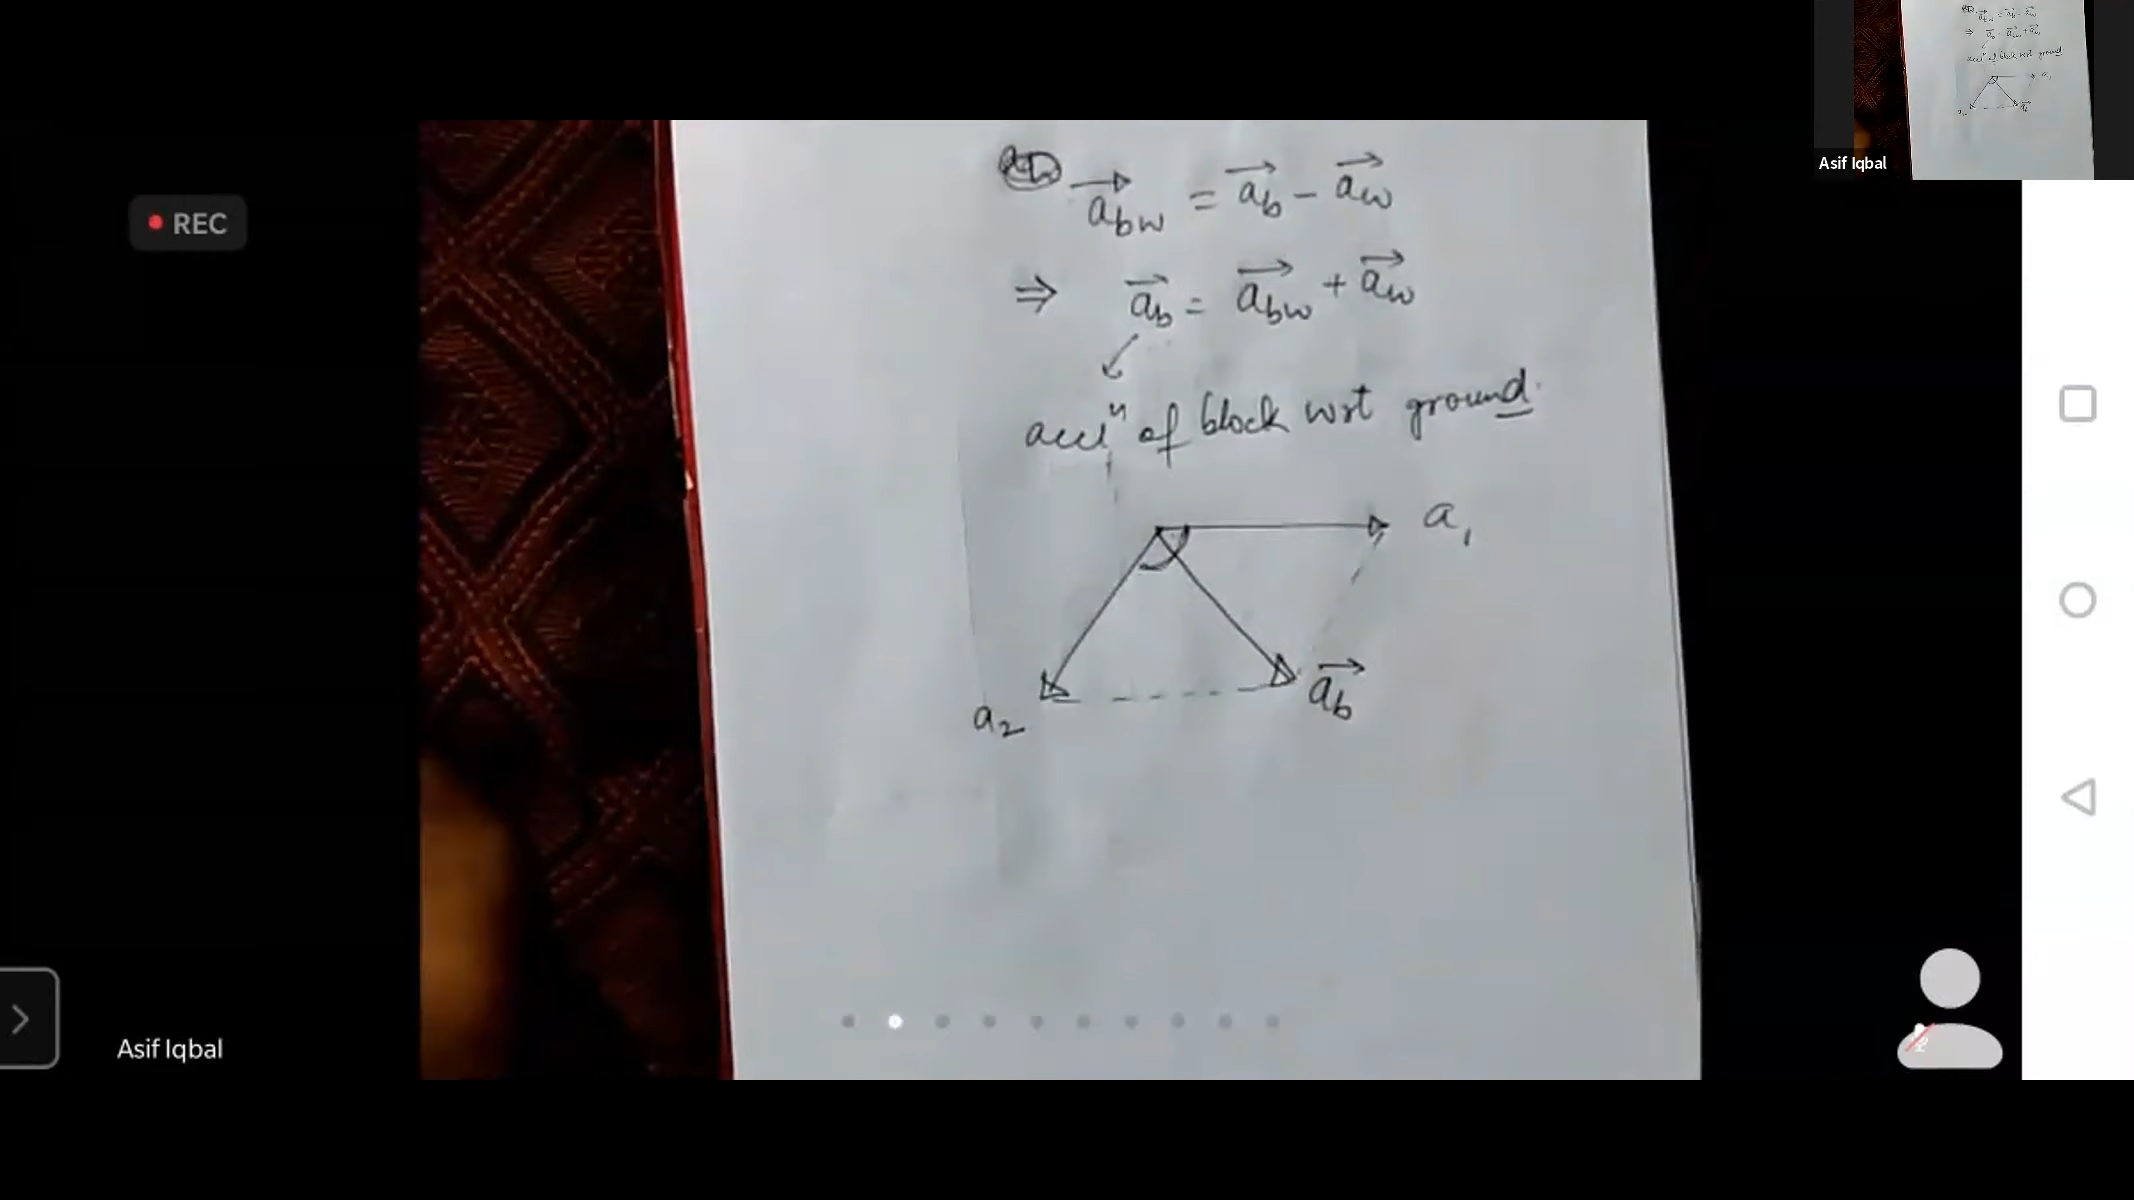 Asif Iqbal
REC
a⃗bw = a⃗b - a⃗w
⇒ a⃗b = a⃗bw + a⃗w
accⁿ of block wrt ground.
a1
a⃗b
a2
Asif Iqbal